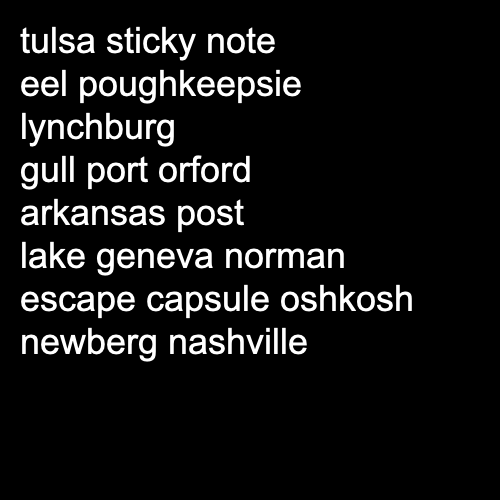 tulsa sticky note
eel poughkeepsie
lynchburg
gull port orford
arkansas post
lake geneva norman
escape capsule oshkosh
newberg nashville